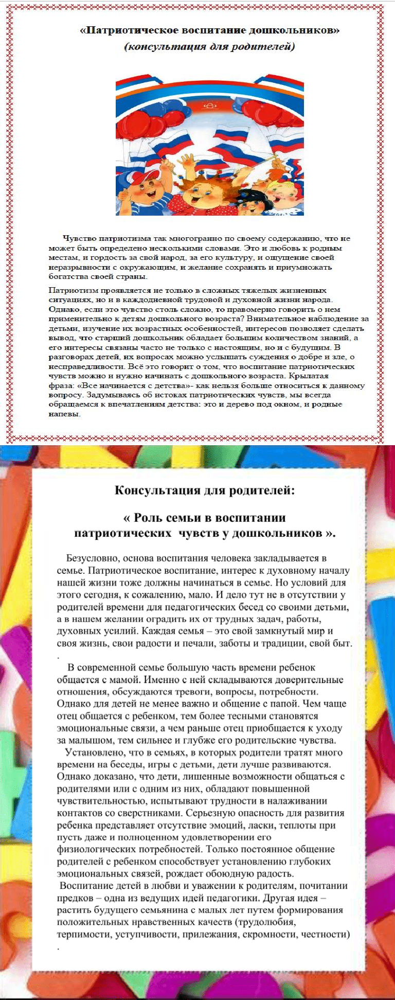 «Патриотическое воспитание дошкольников»
(консультация для родителей)
Чувство патриотизма так многогранно по своему содержанию, что не
может быть определено несколькими словами. Это и любовь к родным
местам, и гордость за свой народ, за его культуру, и ощущение своей
неразрывности с окружающим, и желание сохранять и приумножать
богатства своей страны.
Патриотизм проявляется не только в сложных тяжелых жизненных
ситуациях, но и в каждодневной трудовой и духовной жизни народа.
Однако, если это чувство столь сложно, то правомерно говорить о нем
применительно к детям дошкольного возраста? Внимательное наблюдение за
детьми, изучение их возрастных особенностей, интересов позволяет сделать
вывод, что старший дошкольник обладает большим количеством знаний, а
его интересы связаны часто не только с настоящим, но и с будущим. В
разговорах детей, их вопросах можно услышать суждения о добре и зле, о
несправедливости. Всё это говорит о том, что воспитание патриотических
чувств можно и нужно начинать с дошкольного возраста. Крылатая
фраза: «Все начинается с детства»- как нельзя больше относиться к данному
вопросу. Задумываясь об истоках патриотических чувств, мы всегда
обращаемся к впечатлениям детства: это и дерево под окном, и родные
напевы.
Консультация для родителей:
« Роль семьи в воспитании
патриотических чувств у дошкольников ».
Безусловно, основа воспитания человека закладывается в
семье. Патриотическое воспитание, интерес к духовному началу
нашей жизни тоже должны начинаться в семье. Но условий для
этого сегодня, к сожалению, мало. И дело тут не в отсутствии у
родителей времени для педагогических бесед со своими детьми,
а в нашем желании оградить их от трудных задач, работы,
духовных усилий. Каждая семья – это свой замкнутый мир и
своя жизнь, свои радости и печали, заботы и традиции, свой быт.
.
В современной семье большую часть времени ребенок
общается с мамой. Именно с ней складываются доверительные
отношения, обсуждаются тревоги, вопросы, потребности.
Однако для детей не менее важно и общение с папой. Чем чаще
отец общается с ребенком, тем более тесными становятся
эмоциональные связи, а чем раньше отец приобщается к уходу
за малышом, тем сильнее и глубже его родительские чувства.
Установлено, что в семьях, в которых родители тратят много
времени на беседы, игры с детьми, дети лучше развиваются.
Однако доказано, что дети, лишенные возможности общаться с
родителями или с одним из них, обладают повышенной
чувствительностью, испытывают трудности в налаживании
контактов со сверстниками. Серьезную опасность для развития
ребенка представляет отсутствие эмоций, ласки, теплоты при
пусть даже и полноценном удовлетворении его
физиологических потребностей. Только постоянное общение
родителей с ребенком способствует установлению глубоких
эмоциональных связей, рождает обоюдную радость.
Воспитание детей в любви и уважении к родителям, почитании
предков – одна из ведущих идей педагогики. Другая идея –
растить будущего семьянина с малых лет путем формирования
положительных нравственных качеств (трудолюбия,
терпимости, уступчивости, прилежания, скромности, честности)
.